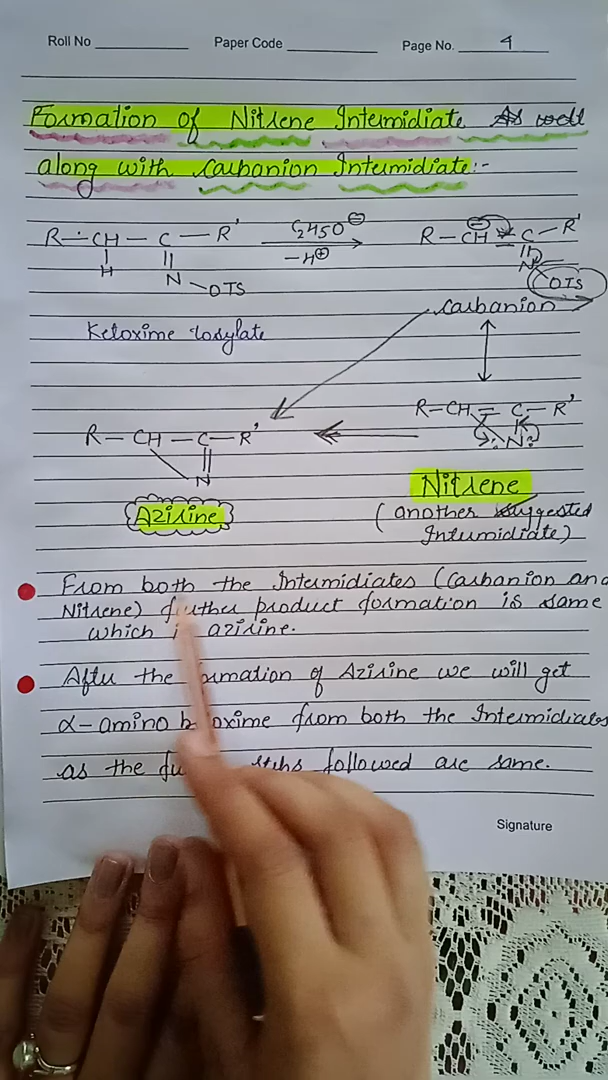 Roll No Paper Code Page No. 4
Formation of Nitrene Intermidiate As well
along with Carbanion Intermidiate:-
R — CH — C — R' C2H5O⊖ R — CH — C — R'
H −H⊕
N — OTS N OTS
Carbanion
Ketoxime tosylate
R — CH — C — R' R — CH = C — R'
N N
Azirine Nitrene
(another suggested
Intermidiate)
From both the Intermidiates (Carbanion and
Nitrene) further product formation is same
which is azirine.
After the formation of Azirine we will get
α-amino from both the Intermidiates
as the followed are same.
Signature